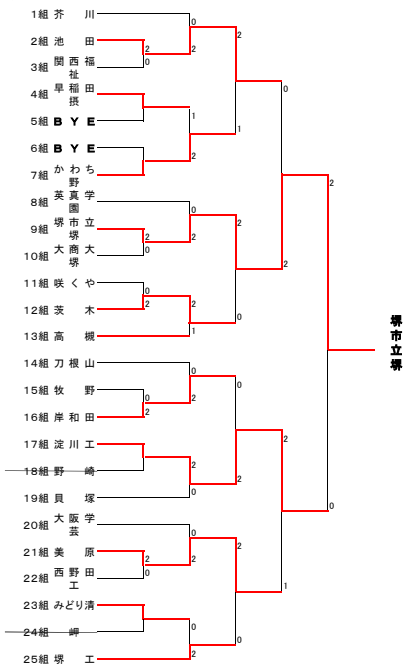 1組 芥川
0
2組 池田
2
2
2
3組 関西福祉
0
4組 早稲田摂
0
1
5組 ＢＹＥ
1
6組 ＢＹＥ
2
7組 かわち野
2
8組 英真学園
0
9組 堺市立堺
2
2
2
10組 大商大堺
0
2
11組 咲くや
0
12組 茨木
2
2
0
13組 高槻
1
堺市立堺
14組 刀根山
0
0
15組 牧野
0
2
16組 岸和田
2
17組 淀川工
2
18組 野崎
2
2
19組 貝塚
0
0
20組 大阪学芸
0
21組 美原
2
2
2
22組 西野田工
0
1
23組 みどり清
0
24組 岬
0
25組 堺工
2